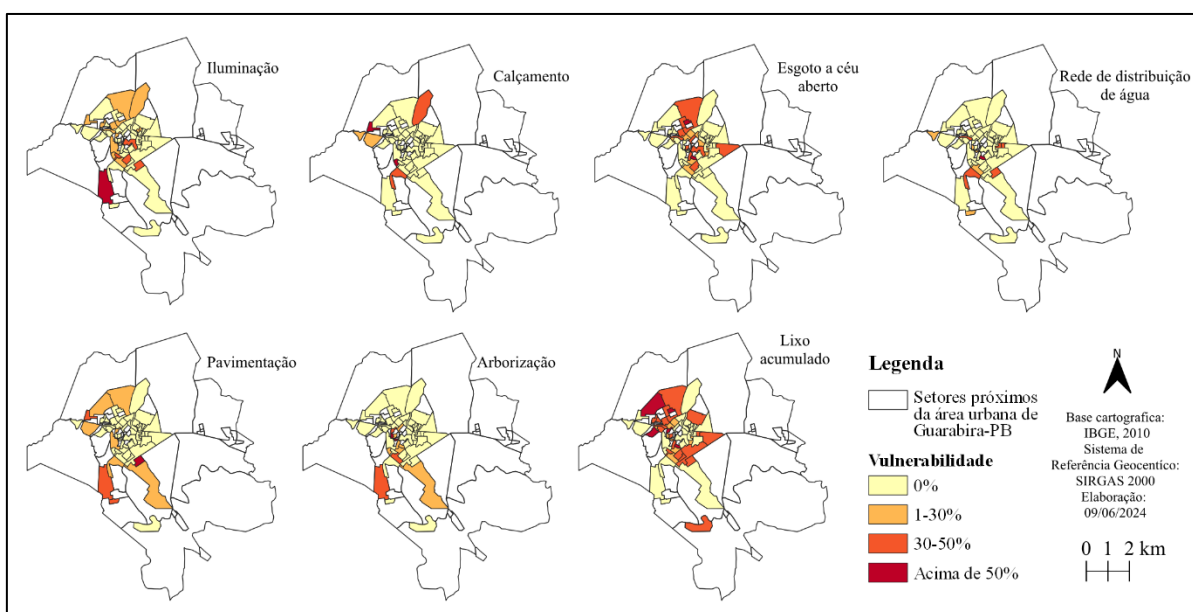 Iluminação
Calçamento
Esgoto a céu
aberto
Rede de distribuição
de água
Pavimentação
Arborização
Lixo
acumulado
Legenda
Setores próximos
da área urbana de
Guarabira-PB
Vulnerabilidade
0%
1-30%
30-50%
Acima de 50%
N
Base cartografica:
IBGE, 2010
Sistema de
Referência Geocentico:
SIRGAS 2000
Elaboração:
09/06/2024
0 1 2 km